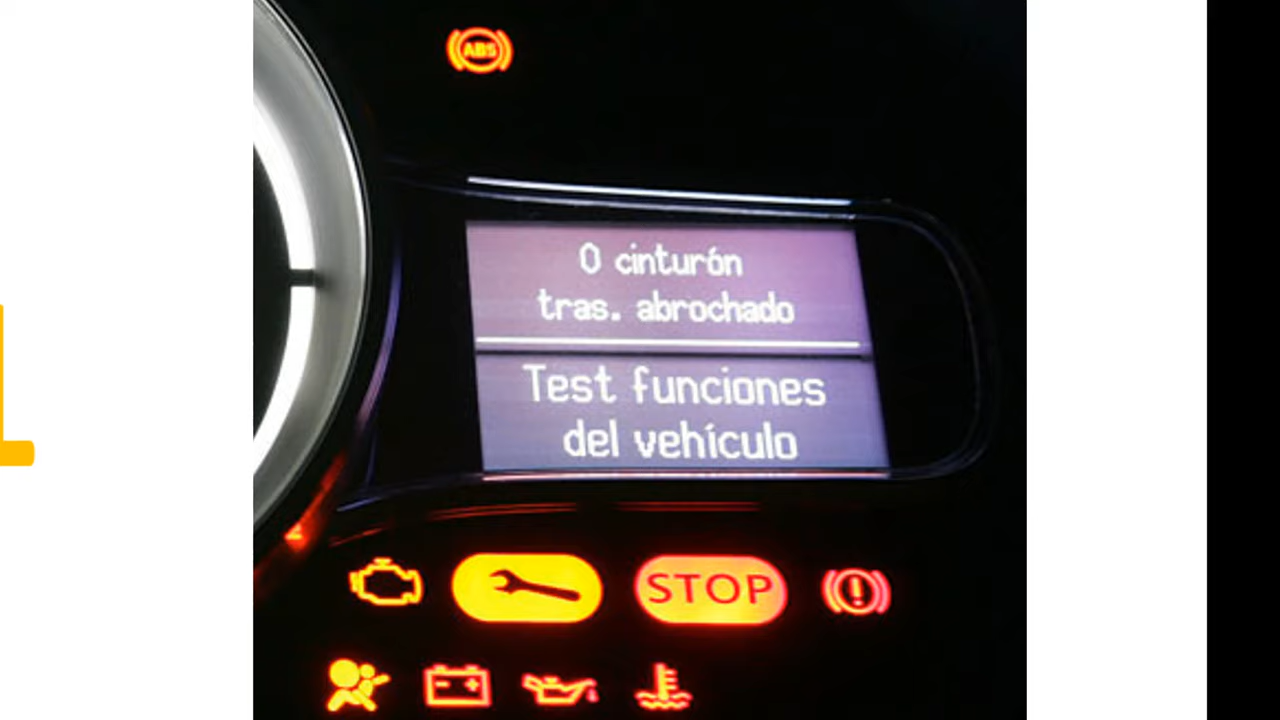 ABS
0 cinturón
tras. abrochado
Test funciones
del vehículo
STOP